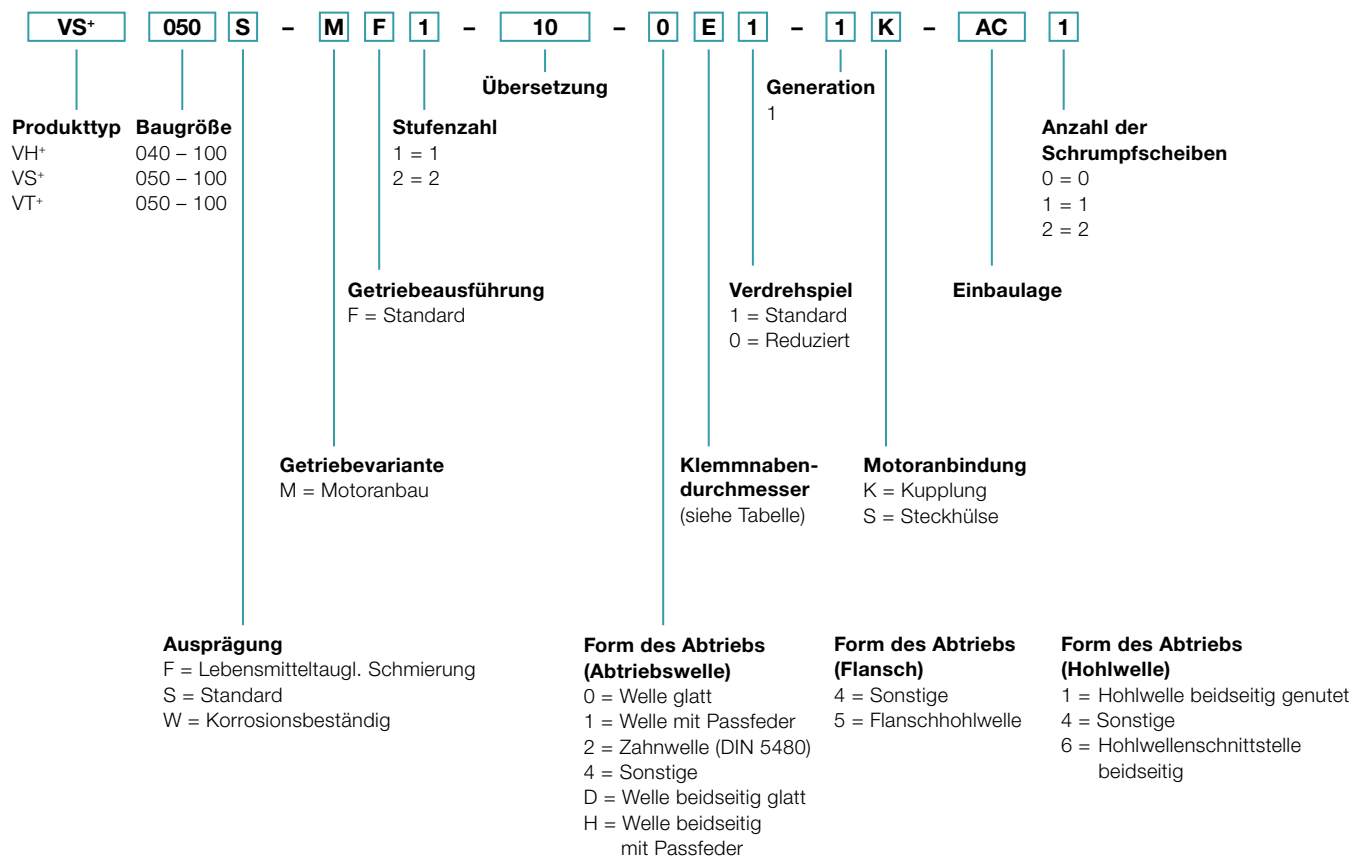 VS⁺ 050 S – M F 1 – 10 – 0 E 1 – 1 K – AC 1
Übersetzung
Generation
1
Produkttyp
VH⁺
VS⁺
VT⁺
Baugröße
040 – 100
050 – 100
050 – 100
Stufenzahl
1 = 1
2 = 2
Anzahl der
Schrumpfscheiben
0 = 0
1 = 1
2 = 2
Getriebeausführung
F = Standard
Verdrehspiel
1 = Standard
0 = Reduziert
Einbaulage
Getriebevariante
M = Motoranbau
Klemmnaben-
durchmesser
(siehe Tabelle)
Motoranbindung
K = Kupplung
S = Steckhülse
Ausprägung
F = Lebensmitteltaugl. Schmierung
S = Standard
W = Korrosionsbeständig
Form des Abtriebs
(Abtriebswelle)
0 = Welle glatt
1 = Welle mit Passfeder
2 = Zahnwelle (DIN 5480)
4 = Sonstige
D = Welle beidseitig glatt
H = Welle beidseitig
mit Passfeder
Form des Abtriebs
(Flansch)
4 = Sonstige
5 = Flanschhohlwelle
Form des Abtriebs
(Hohlwelle)
1 = Hohlwelle beidseitig genutet
4 = Sonstige
6 = Hohlwellenschnittstelle
beidseitig